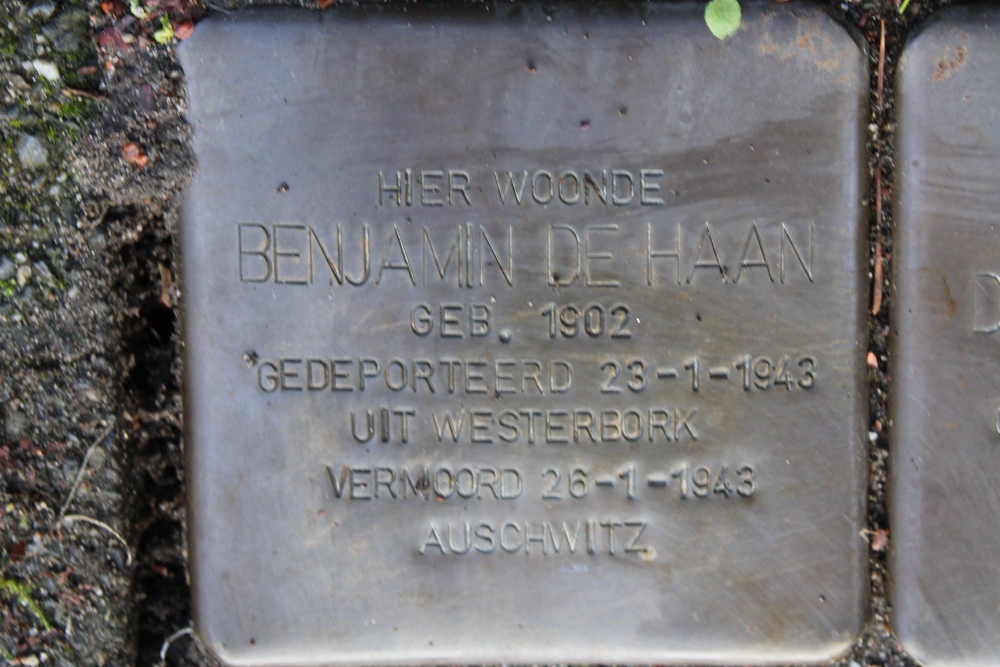 HIER WOONDE
BENJAMIN DE HAAN
GEB. 1902
GEDEPORTEERD 23-1-1943
UIT WESTERBORK
VERMOORD 26-1-1943
AUSCHWITZ